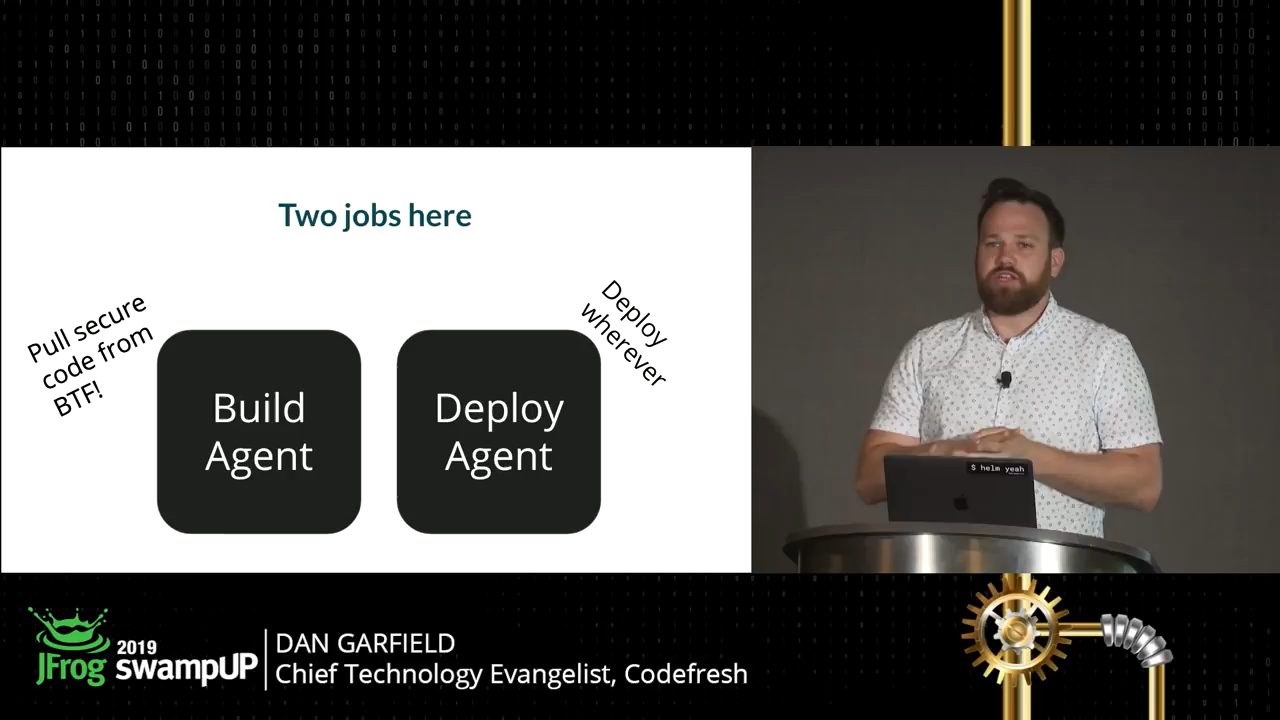 Two jobs here
Pull secure
code from
BTF!
Build
Agent
Deploy
Agent
Deploy
wherever
$ helm yeah
2019
JFrog swampUP
DAN GARFIELD
Chief Technology Evangelist, Codefresh